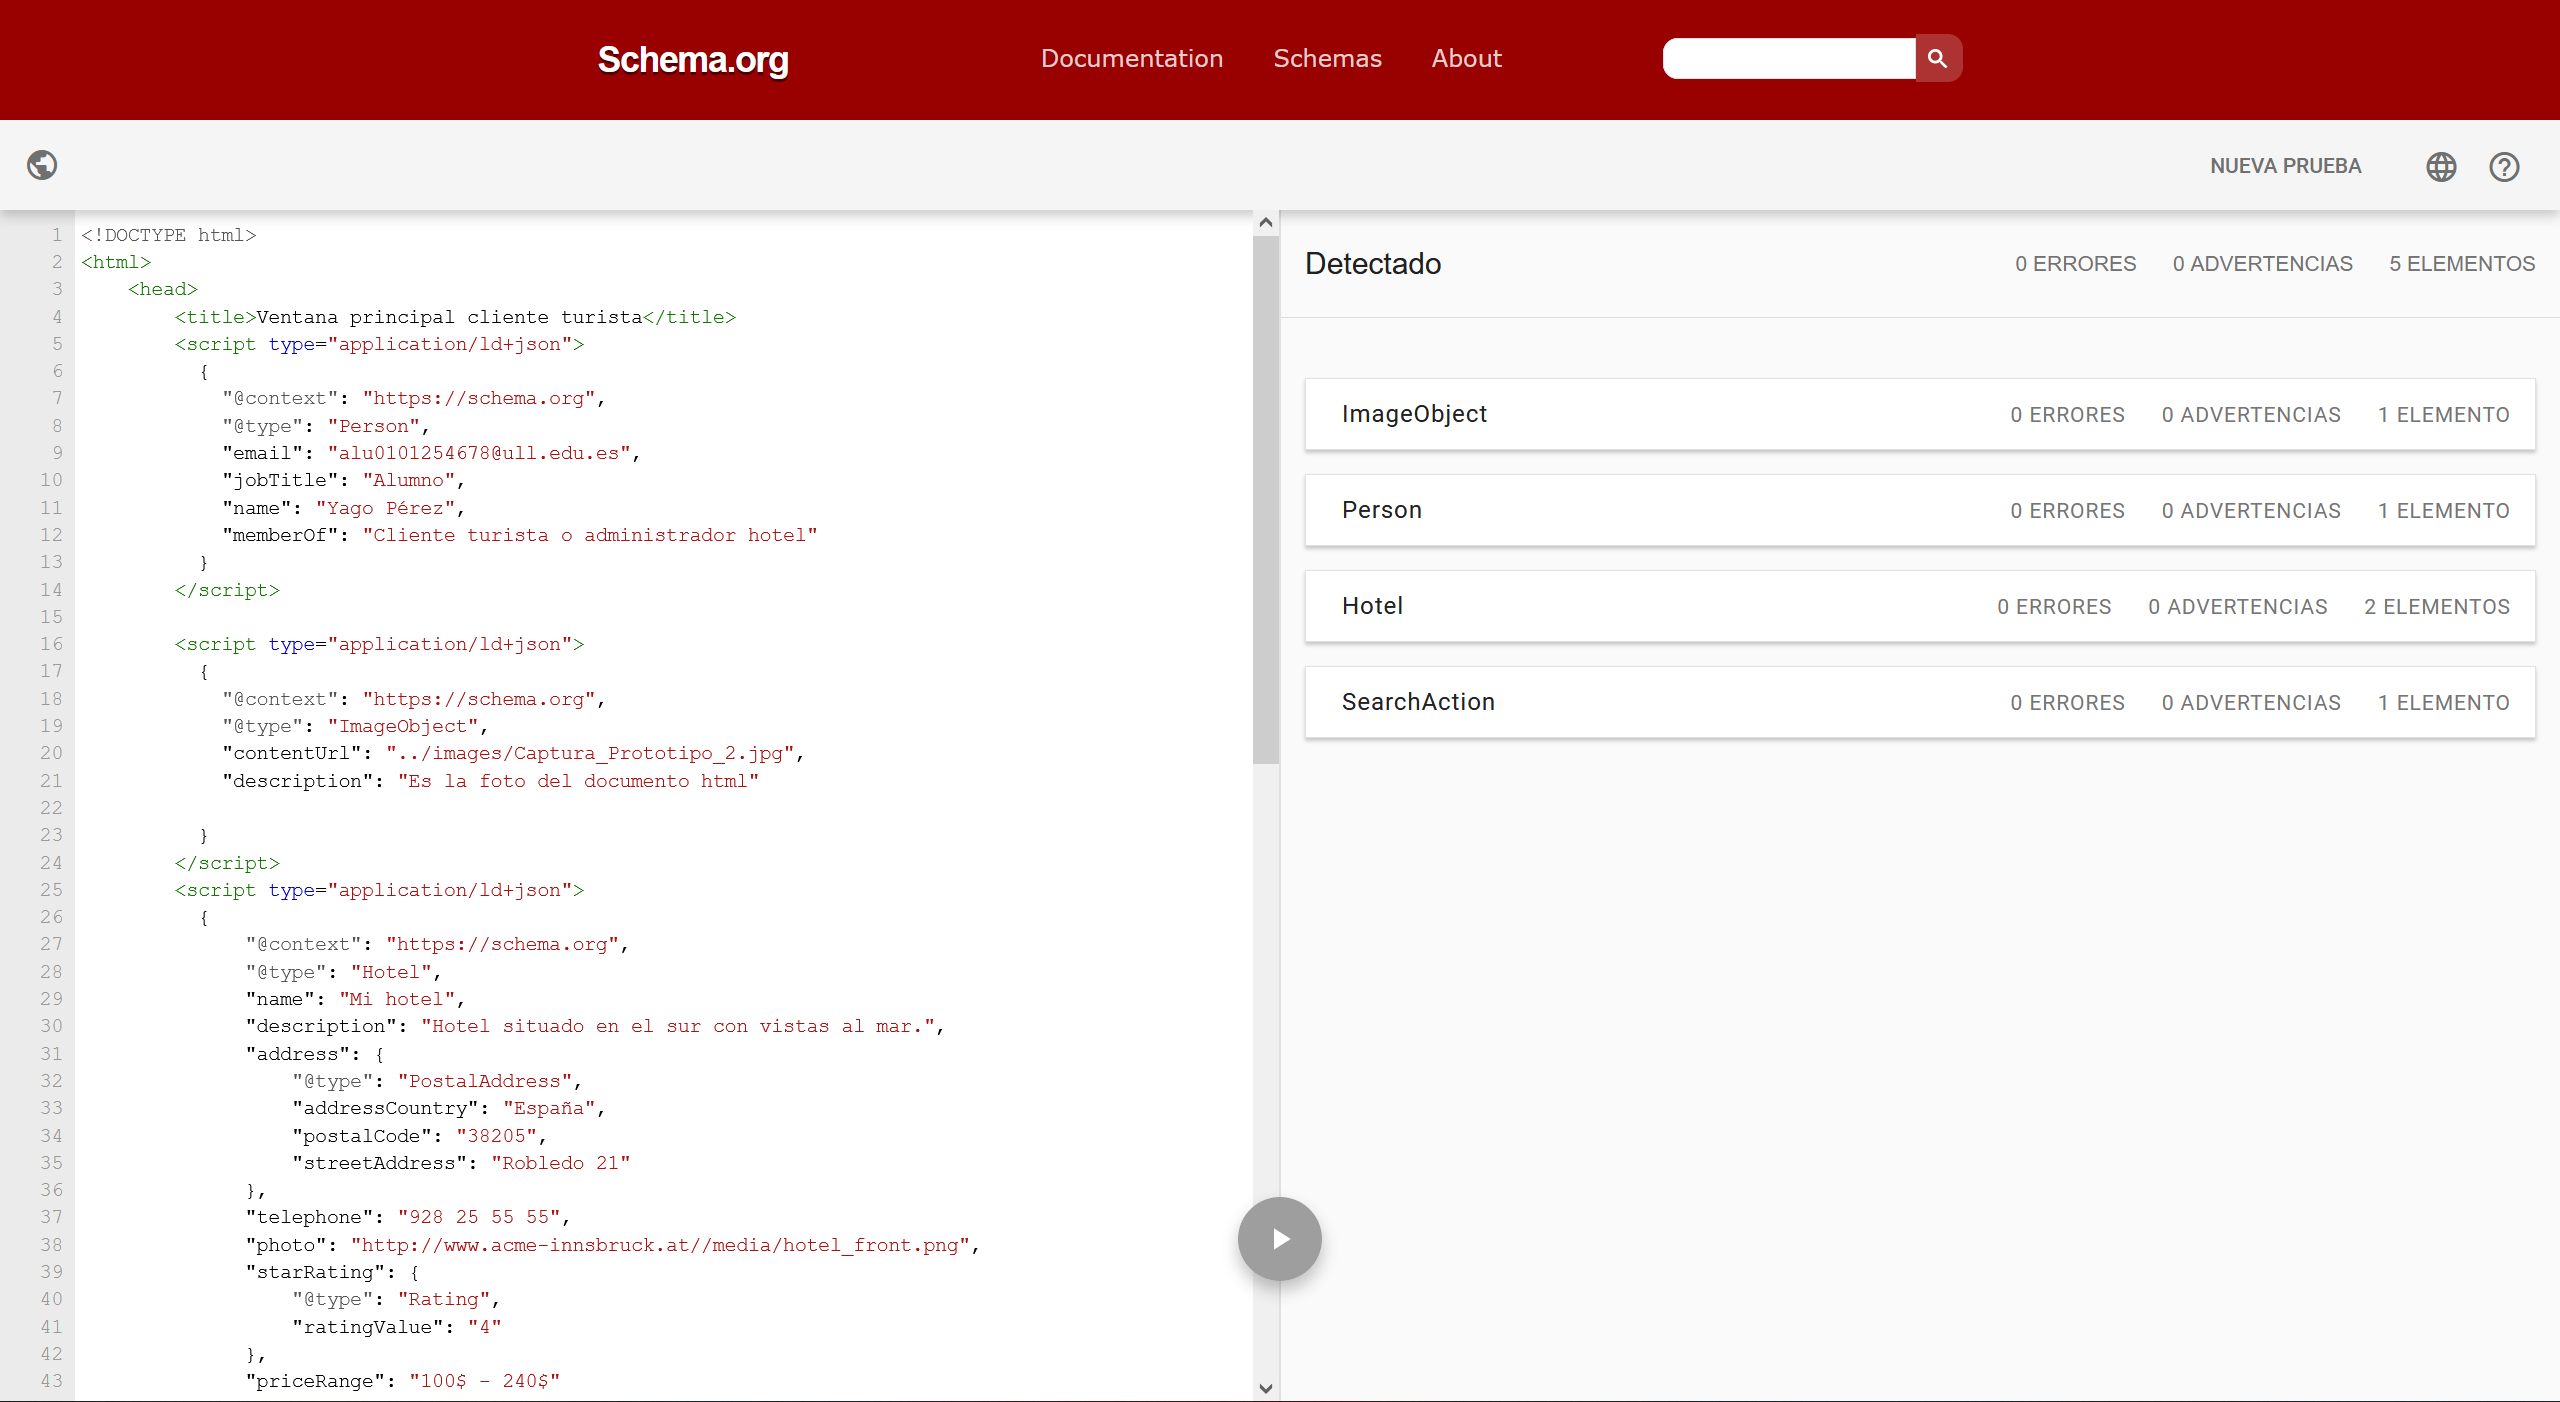 Schema.org
Documentation Schemas About
NUEVA PRUEBA
1 <!DOCTYPE html>
2 <html>
3 <head>
4 <title>Ventana principal cliente turista</title>
5 <script type="application/ld+json">
6 {
7 "@context": "https://schema.org",
8 "@type": "Person",
9 "email": "alu0101254678@ull.edu.es",
10 "jobTitle": "Alumno",
11 "name": "Yago Pérez",
12 "memberOf": "Cliente turista o administrador hotel"
13 }
14 </script>
15
16 <script type="application/ld+json">
17 {
18 "@context": "https://schema.org",
19 "@type": "ImageObject",
20 "contentUrl": "../images/Captura_Prototipo_2.jpg",
21 "description": "Es la foto del documento html"
22
23 }
24 </script>
25 <script type="application/ld+json">
26 {
27 "@context": "https://schema.org",
28 "@type": "Hotel",
29 "name": "Mi hotel",
30 "description": "Hotel situado en el sur con vistas al mar.",
31 "address": {
32 "@type": "PostalAddress",
33 "addressCountry": "España",
34 "postalCode": "38205",
35 "streetAddress": "Robledo 21"
36 },
37 "telephone": "928 25 55 55",
38 "photo": "http://www.acme-innsbruck.at//media/hotel_front.png",
39 "starRating": {
40 "@type": "Rating",
41 "ratingValue": "4"
42 },
43 "priceRange": "100$ - 240$"
Detectado 0 ERRORES 0 ADVERTENCIAS 5 ELEMENTOS
ImageObject 0 ERRORES 0 ADVERTENCIAS 1 ELEMENTO
Person 0 ERRORES 0 ADVERTENCIAS 1 ELEMENTO
Hotel 0 ERRORES 0 ADVERTENCIAS 2 ELEMENTOS
SearchAction 0 ERRORES 0 ADVERTENCIAS 1 ELEMENTO